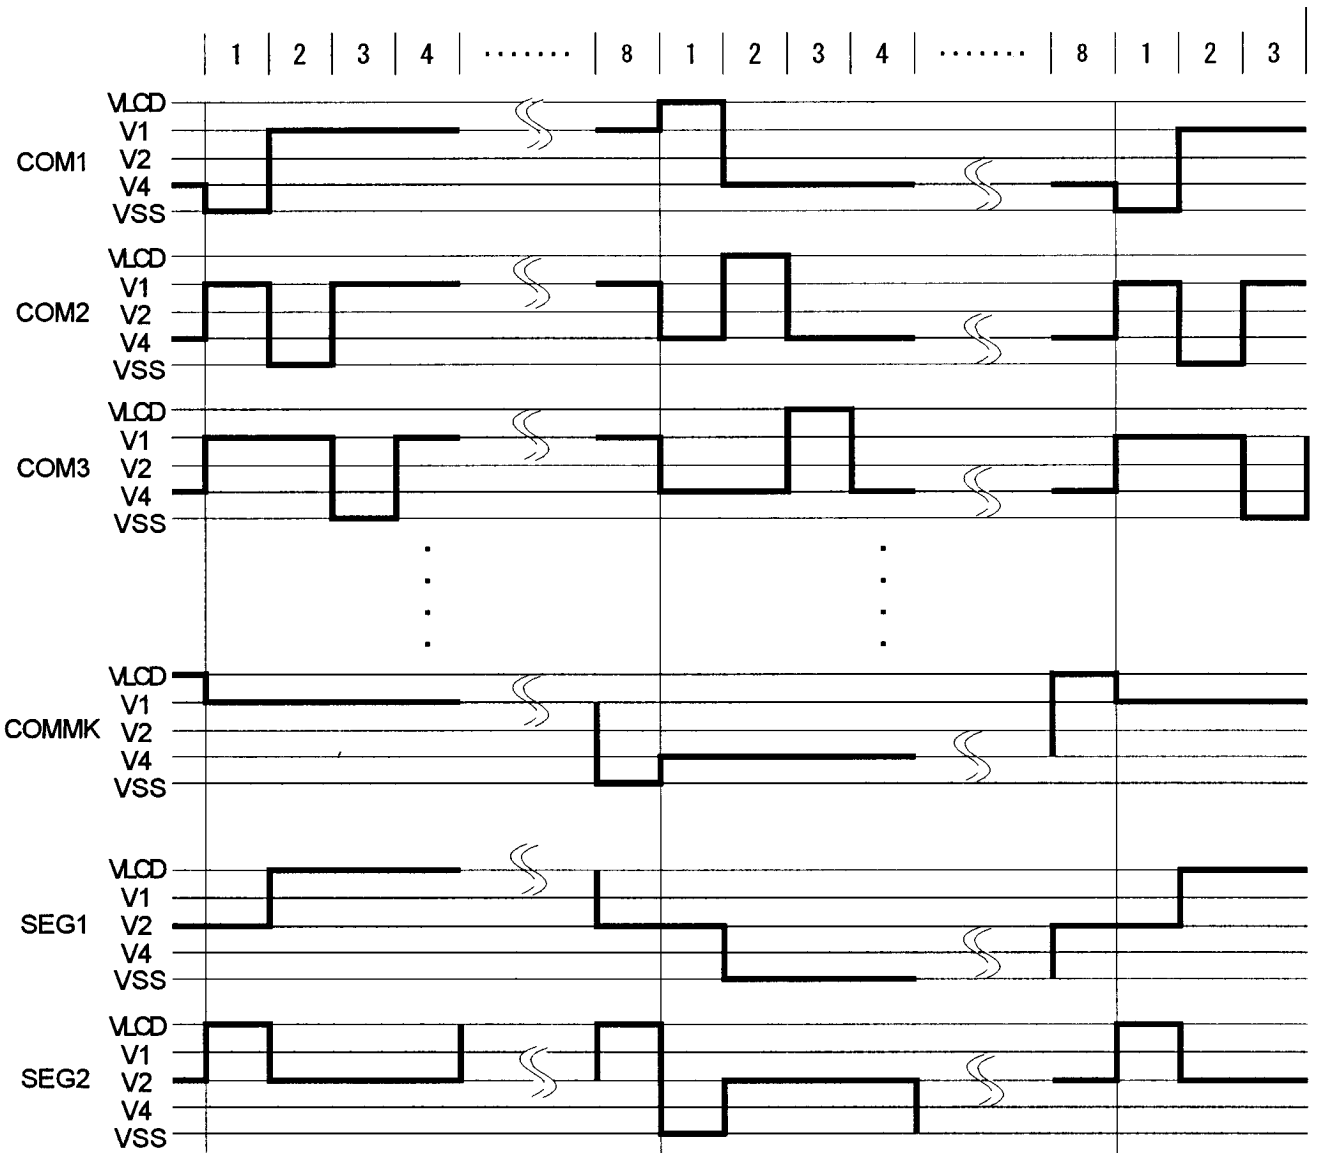 1 2 3 4 ······· 8 1 2 3 4 ······· 8 1 2 3
VLCD
V1
COM1 V2
V4
VSS
VLCD
V1
COM2 V2
V4
VSS
VLCD
V1
COM3 V2
V4
VSS
VLCD
V1
COMMK V2
V4
VSS
VLCD
V1
SEG1 V2
V4
VSS
VLCD
V1
SEG2 V2
V4
VSS